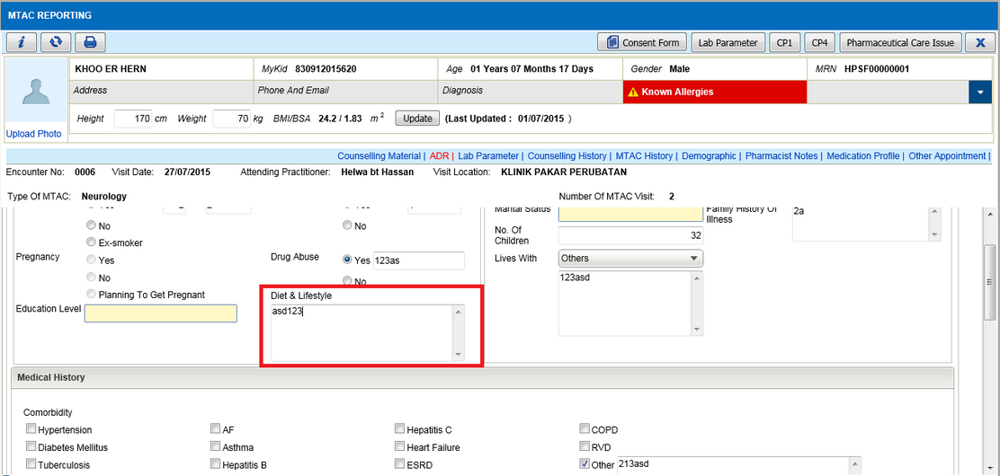 MTAC REPORTING
Consent Form Lab Parameter CP1 CP4 Pharmaceutical Care Issue X
KHOO ER HERN MyKid 830912015620 Age 01 Years 07 Months 17 Days Gender Male MRN HPSF00000001
Address Phone And Email Diagnosis Known Allergies
Height 170 cm Weight 70 kg BMI/BSA 24.2 / 1.83 m 2 Update (Last Updated : 01/07/2015 )
Upload Photo
Counselling Material | ADR | Lab Parameter | Counselling History | MTAC History | Demographic | Pharmacist Notes | Medication Profile | Other Appointment |
Encounter No: 0006 Visit Date: 27/07/2015 Attending Practitioner: Helwa bt Hassan Visit Location: KLINIK PAKAR PERUBATAN
Type Of MTAC: Neurology Number Of MTAC Visit: 2
Marital Status Family History Of
Illness
2a
No No
No. Of
Children
32
Ex-smoker
Pregnancy Yes Drug Abuse Yes 123as Lives With Others
No No 123asd
Planning To Get Pregnant Diet & Lifestyle
Education Level asd123
Medical History
Comorbidity
Hypertension AF Hepatitis C COPD
Diabetes Mellitus Asthma Heart Failure RVD
Tuberculosis Hepatitis B ESRD Other 213asd